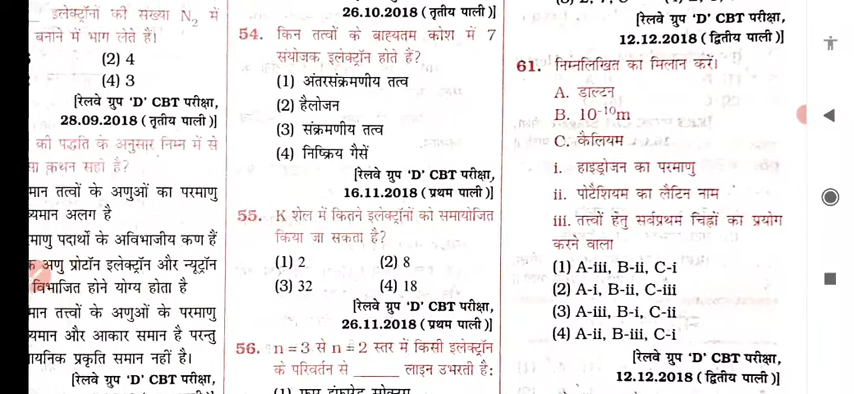 इलेक्ट्रॉनों की संख्या N₂ में
बनाने में भाग लेते हैं।
(2) 4
(4) 3
[रेलवे ग्रुप 'D' CBT परीक्षा,
28.09.2018 ( तृतीय पाली )]
की पद्धति के अनुसार निम्न में से
सा कथन सही है?
मान तत्वों के अणुओं का परमाणु
व्यमान अलग है
माणु पदार्थों के अविभाजीय कण हैं
अणु प्रोटॉन इलेक्ट्रॉन और न्यूट्रॉन
विभाजित होने योग्य होता है
मान तत्त्वों के अणुओं के परमाणु
व्यमान और आकार समान है परन्तु
ायनिक प्रकृति समान नहीं है।
[रेलवे ग्रुप 'D' CBT परीक्षा,
26.10.2018 ( तृतीय पाली )]
54. किन तत्वों के बाह्यतम कोश में 7
संयोजक इलेक्ट्रॉन होते हैं?
(1) अंतरसंक्रमणीय तत्व
(2) हैलोजन
(3) संक्रमणीय तत्व
(4) निष्क्रिय गैसें
[रेलवे ग्रुप 'D' CBT परीक्षा,
16.11.2018 ( प्रथम पाली )]
55. K शेल में कितने इलेक्ट्रॉनों को समायोजित
किया जा सकता है?
(1) 2 (2) 8
(3) 32 (4) 18
[रेलवे ग्रुप 'D' CBT परीक्षा,
26.11.2018 ( प्रथम पाली )]
56. n = 3 से n = 2 स्तर में किसी इलेक्ट्रॉन
के परिवर्तन से ______ लाइन उभरती है:
[रेलवे ग्रुप 'D' CBT परीक्षा,
12.12.2018 ( द्वितीय पाली )]
61. निम्नलिखित का मिलान करें।
A. डाल्टन
B. 10⁻¹⁰m
C. कैलियम
i. हाइड्रोजन का परमाणु
ii. पोटैशियम का लैटिन नाम
iii. तत्त्वों हेतु सर्वप्रथम चिह्नों का प्रयोग
करने वाला
(1) A-iii, B-ii, C-i
(2) A-i, B-ii, C-iii
(3) A-iii, B-i, C-ii
(4) A-ii, B-iii, C-i
[रेलवे ग्रुप 'D' CBT परीक्षा,
12.12.2018 ( द्वितीय पाली )]